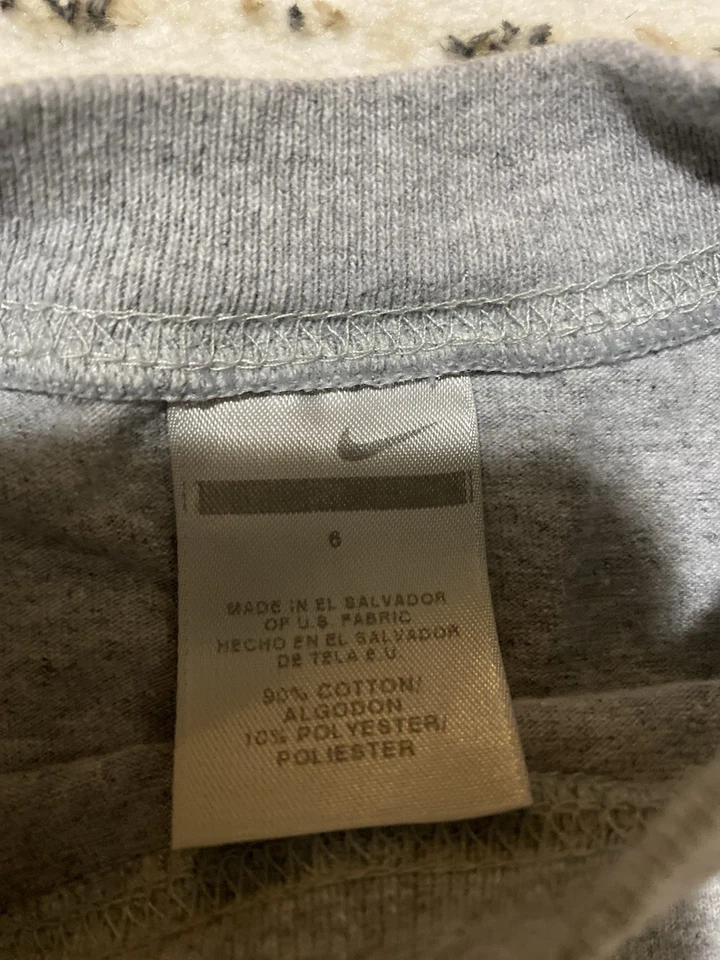 6
MADE IN EL SALVADOR
OF U.S. FABRIC
HECHO EN EL SALVADOR
DE TELA E.U.
90% COTTON/
ALGODON
10% POLYESTER/
POLIESTER